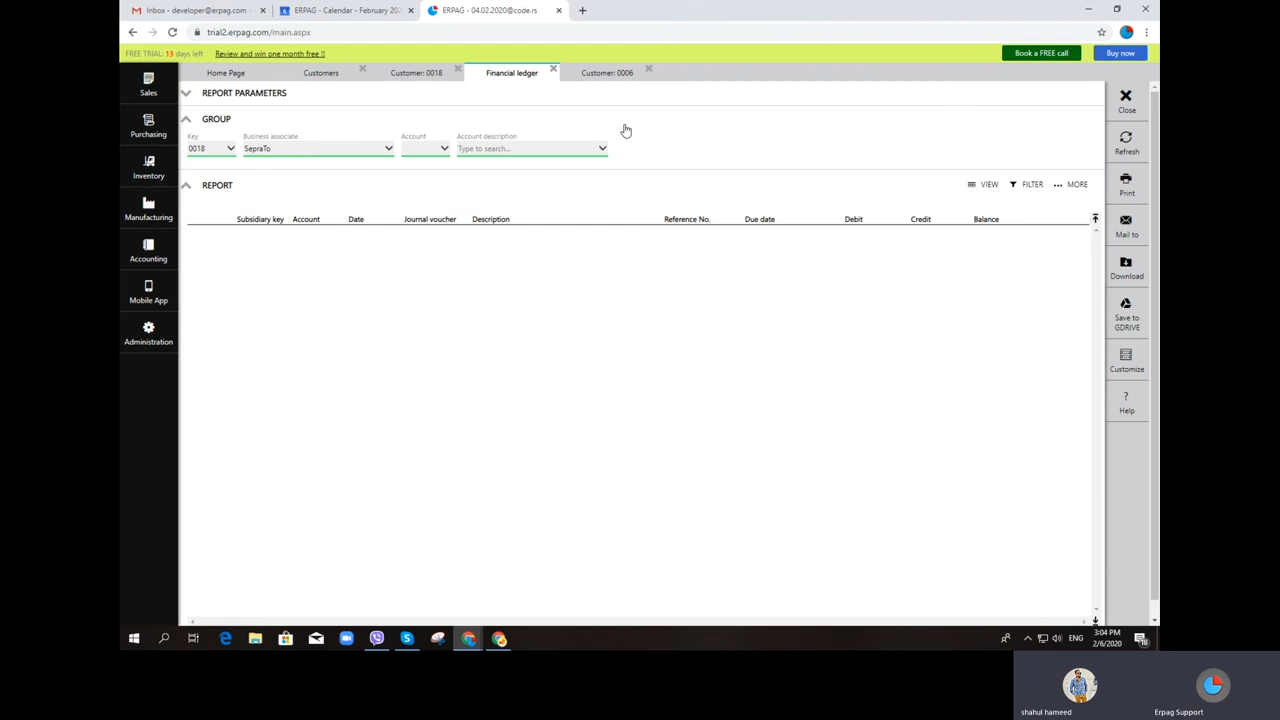 Inbox - developer@erpag.com -
ERPAG - Calendar - February 202
ERPAG - 04.02.2020@code.rs
trial2.erpag.com/main.aspx
FREE TRIAL: 13 days left
Review and win one month free !!
Book a FREE call
Buy now
Home Page
Customers
Customer: 0018
Financial ledger
Customer: 0006
Sales
Purchasing
Inventory
Manufacturing
Accounting
Mobile App
Administration
REPORT PARAMETERS
GROUP
Key
Business associate
Account
Account description
0018
SepraTo
Type to search...
REPORT
VIEW
FILTER
MORE
Subsidiary key
Account
Date
Journal voucher
Description
Reference No.
Due date
Debit
Credit
Balance
Close
Refresh
Print
Mail to
Download
Save to
GDRIVE
Customize
Help
ENG
3:04 PM
2/6/2020
18
shahul hameed
Erpag Support